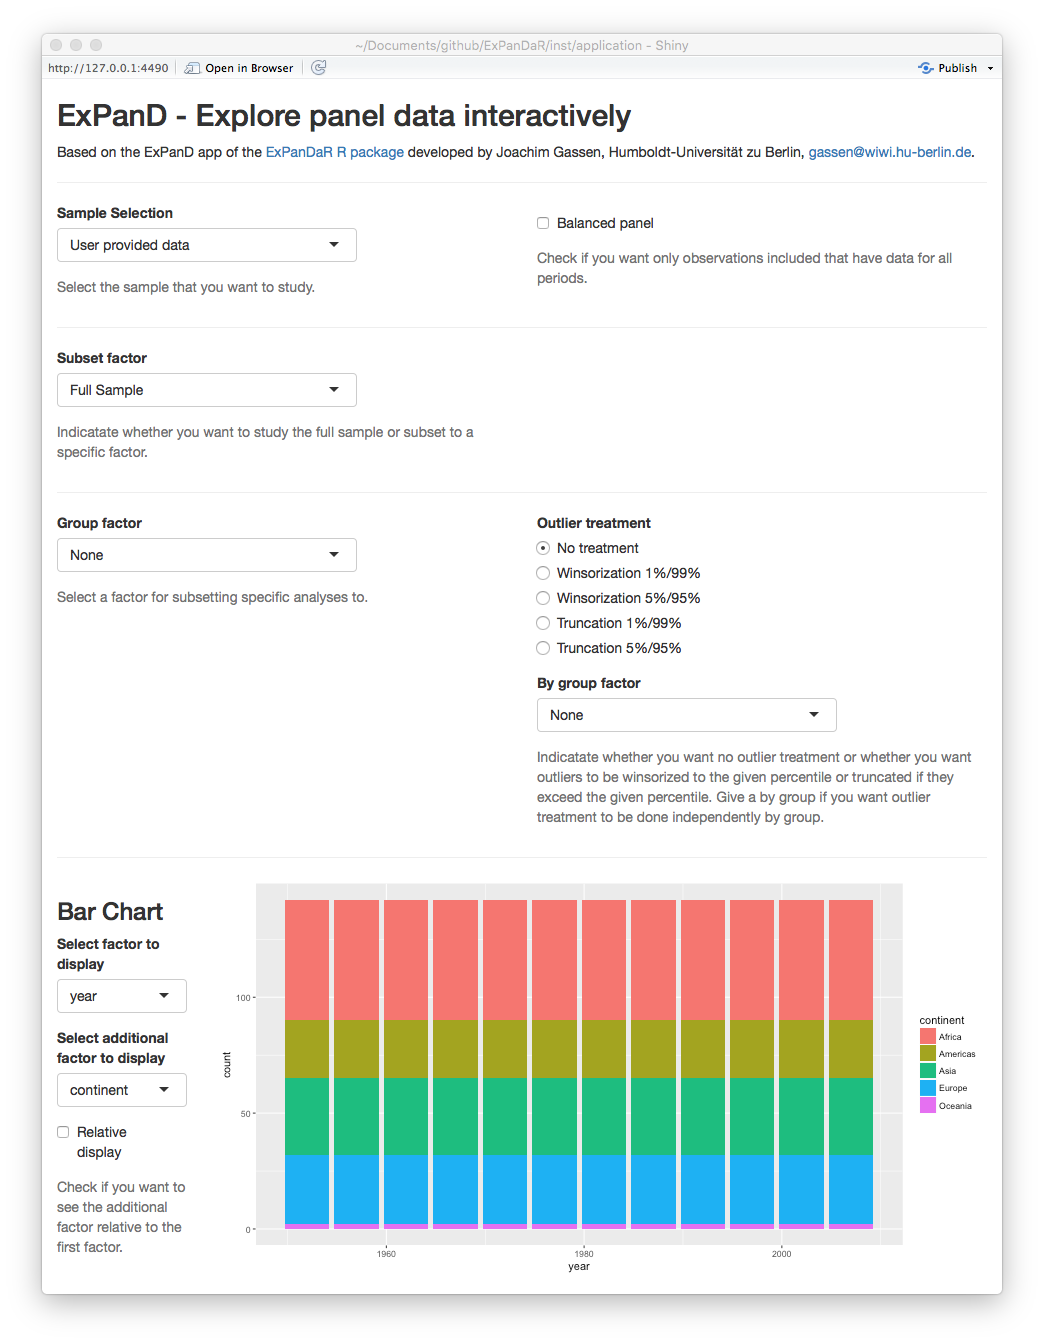 ~/Documents/github/ExPanDaR/inst/application - Shiny
http://127.0.0.1:4490
Open in Browser
Publish
ExPanD - Explore panel data interactively
Based on the ExPanD app of the ExPanDaR R package developed by Joachim Gassen, Humboldt-Universität zu Berlin, gassen@wiwi.hu-berlin.de.
Sample Selection
User provided data
Select the sample that you want to study.
Balanced panel
Check if you want only observations included that have data for all
periods.
Subset factor
Full Sample
Indicatate whether you want to study the full sample or subset to a
specific factor.
Group factor
None
Select a factor for subsetting specific analyses to.
Outlier treatment
No treatment
Winsorization 1%/99%
Winsorization 5%/95%
Truncation 1%/99%
Truncation 5%/95%
By group factor
None
Indicatate whether you want no outlier treatment or whether you want
outliers to be winsorized to the given percentile or truncated if they
exceed the given percentile. Give a by group if you want outlier
treatment to be done independently by group.
Bar Chart
Select factor to
display
year
Select additional
factor to display
continent
Relative
display
Check if you want to
see the additional
factor relative to the
first factor.
100
50
0
count
1960
1980
2000
year
continent
Africa
Americas
Asia
Europe
Oceania